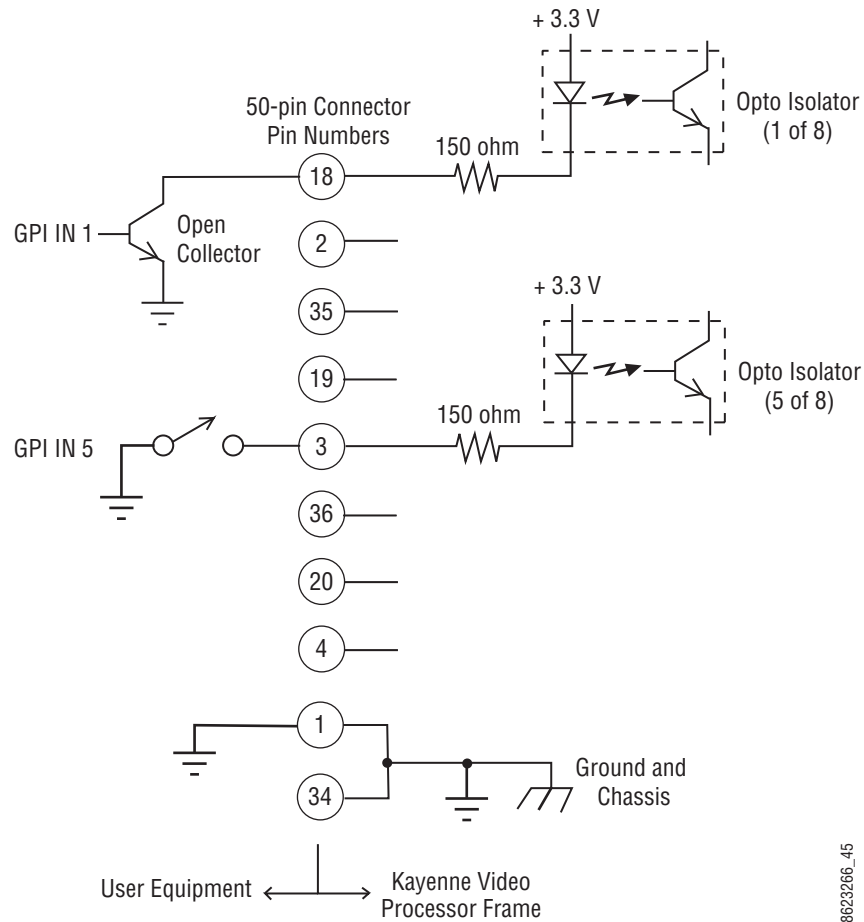 + 3.3 V
50-pin Connector
Pin Numbers
150 ohm
Opto Isolator
(1 of 8)
18
GPI IN 1
Open
Collector
2
35
+ 3.3 V
19
150 ohm
Opto Isolator
(5 of 8)
GPI IN 5
3
36
20
4
1
Ground and
Chassis
34
User Equipment
Kayenne Video
Processor Frame
8623266_45